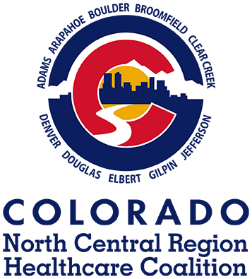 ADAMS ARAPAHOE BOULDER BROOMFIELD CLEAR CREEK
DENVER DOUGLAS ELBERT GILPIN JEFFERSON
COLORADO
North Central Region
Healthcare Coalition